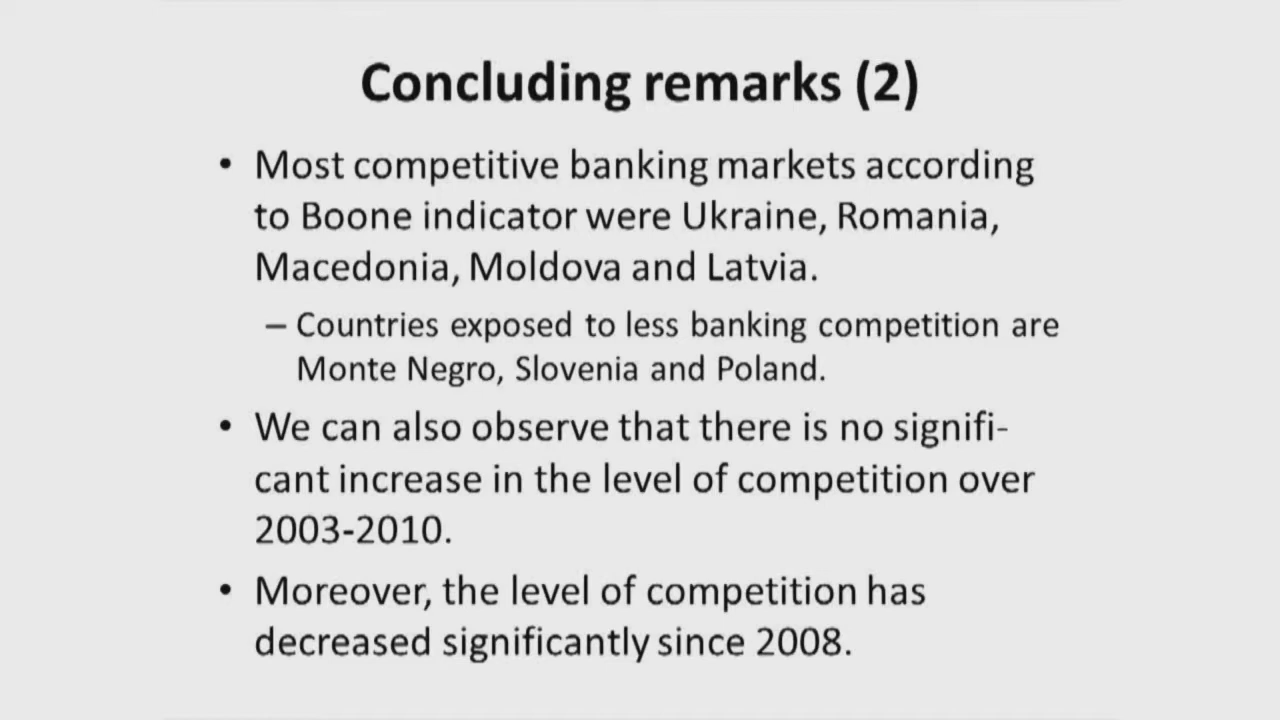 Concluding remarks (2)
• Most competitive banking markets according
to Boone indicator were Ukraine, Romania,
Macedonia, Moldova and Latvia.
– Countries exposed to less banking competition are
Monte Negro, Slovenia and Poland.
• We can also observe that there is no signifi-
cant increase in the level of competition over
2003-2010.
• Moreover, the level of competition has
decreased significantly since 2008.